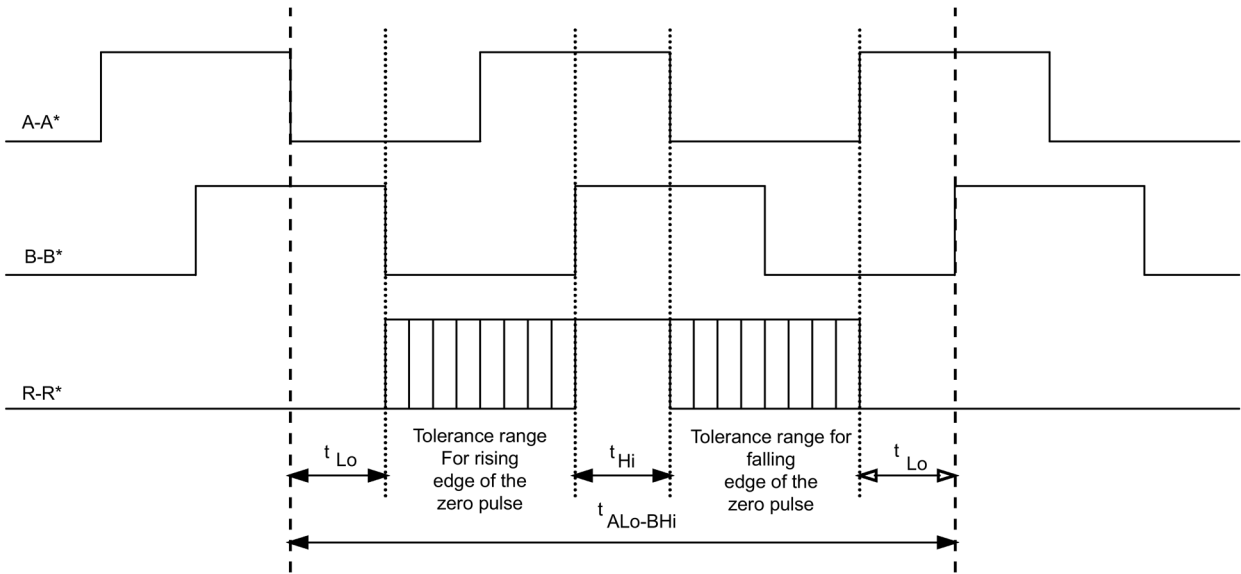 A-A*
B-B*
R-R*
t Lo
Tolerance range
For rising
edge of the
zero pulse
t Hi
Tolerance range for
falling
edge of the
zero pulse
t Lo
t ALo-BHi